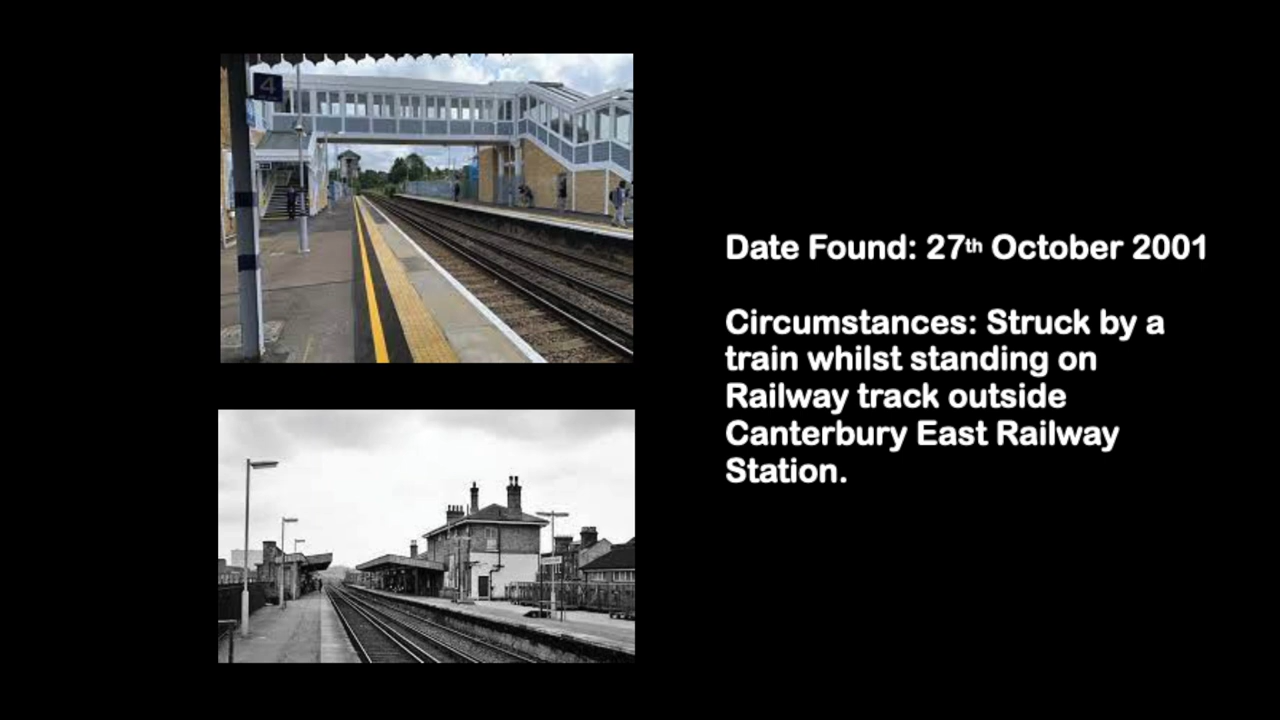 4
Date Found: 27th October 2001
Circumstances: Struck by a
train whilst standing on
Railway track outside
Canterbury East Railway
Station.